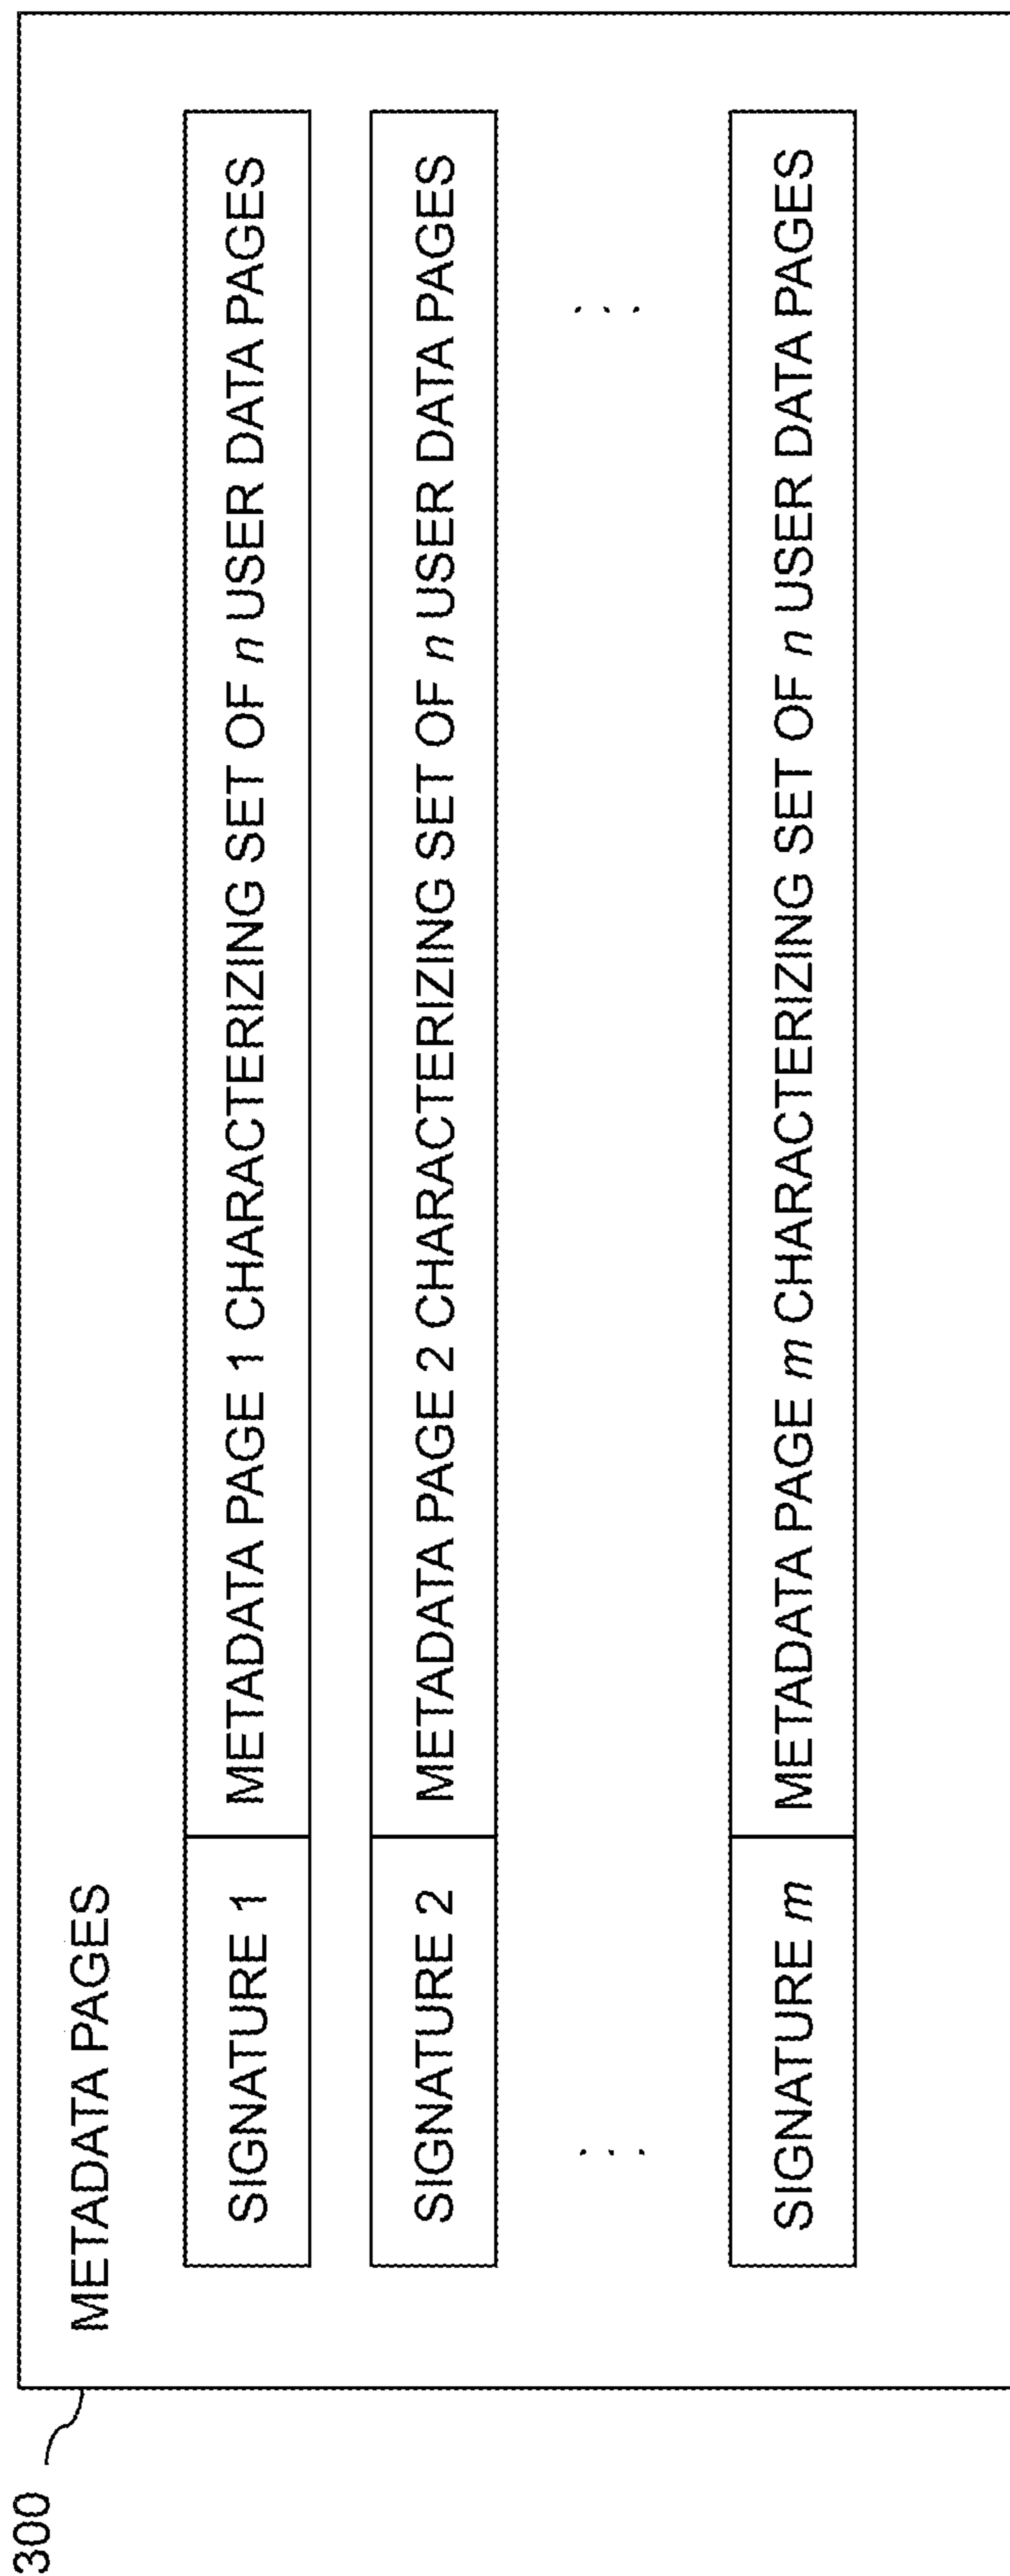 300
METADATA PAGES
SIGNATURE 1 METADATA PAGE 1 CHARACTERIZING SET OF n USER DATA PAGES
SIGNATURE 2 METADATA PAGE 2 CHARACTERIZING SET OF n USER DATA PAGES
... ...
SIGNATURE m METADATA PAGE m CHARACTERIZING SET OF n USER DATA PAGES